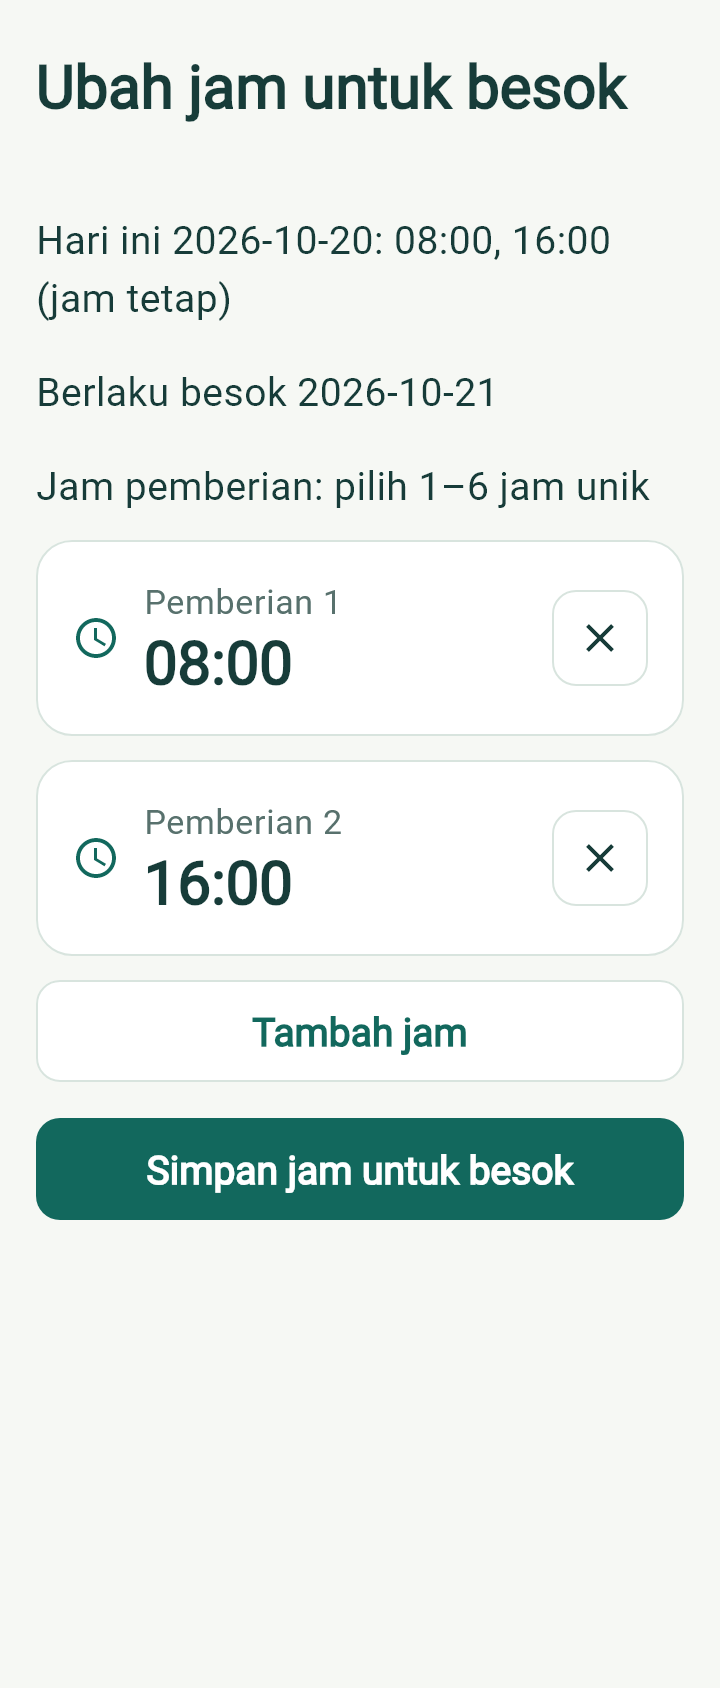 Ubah jam untuk besok
Hari ini 2026-10-20: 08:00, 16:00
(jam tetap)
Berlaku besok 2026-10-21
Jam pemberian: pilih 1–6 jam unik
Pemberian 1
08:00
Pemberian 2
16:00
Tambah jam
Simpan jam untuk besok